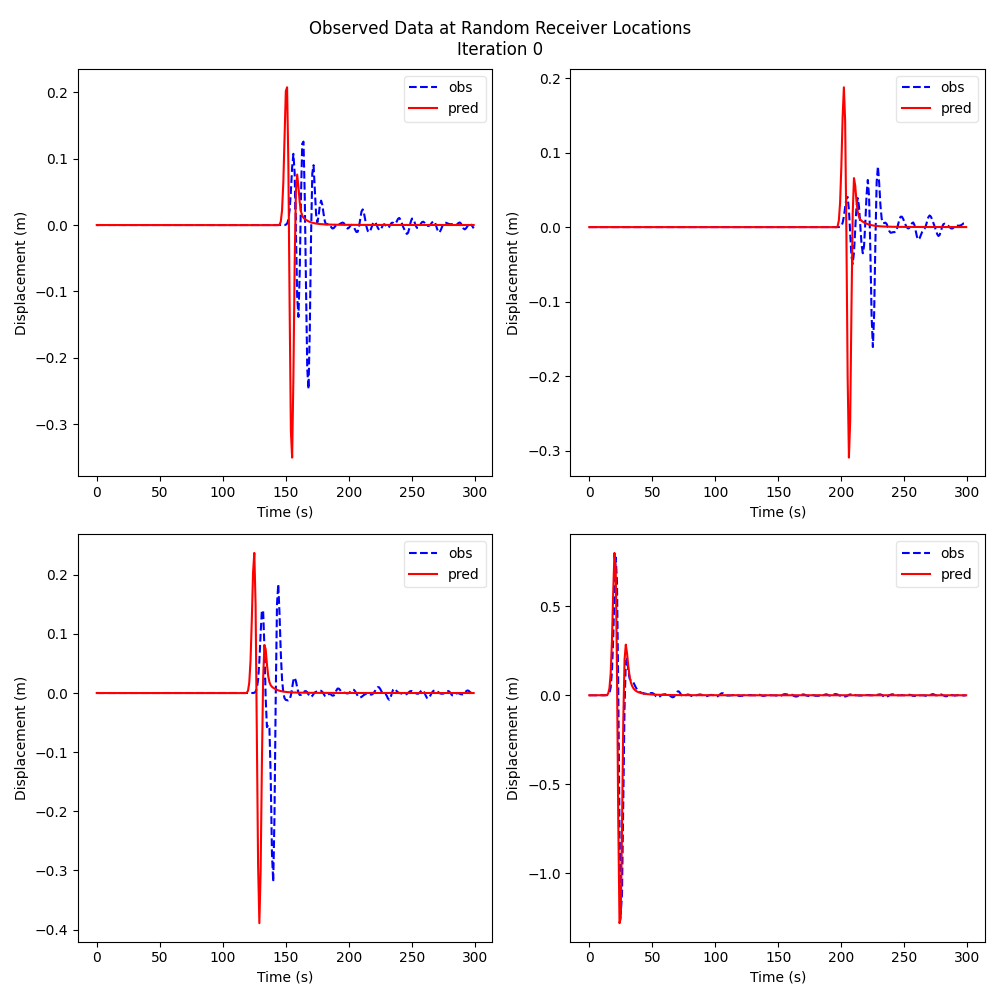 Observed Data at Random Receiver Locations
Iteration 0
0.2
0.1
0.0
−0.1
−0.2
−0.3
Displacement (m)
0 50 100 150 200 250 300
Time (s)
obs
pred
0.2
0.1
0.0
−0.1
−0.2
−0.3
Displacement (m)
0 50 100 150 200 250 300
Time (s)
obs
pred
0.2
0.1
0.0
−0.1
−0.2
−0.3
−0.4
Displacement (m)
0 50 100 150 200 250 300
Time (s)
obs
pred
0.5
0.0
−0.5
−1.0
Displacement (m)
0 50 100 150 200 250 300
Time (s)
obs
pred